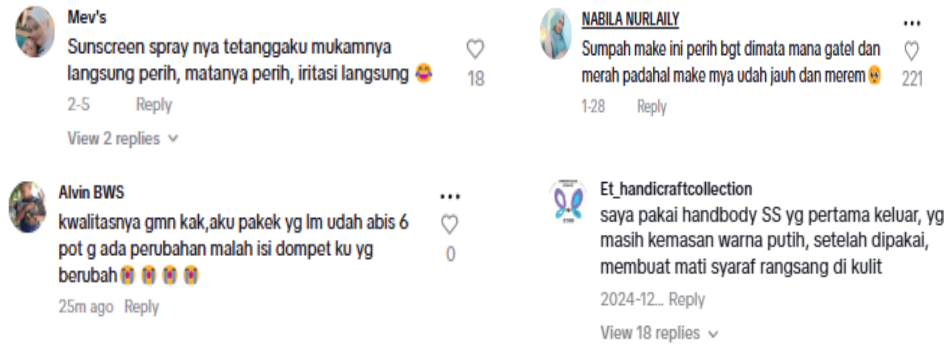 Mev's
Sunscreen spray nya tetanggaku mukamnya
langsung perih, matanya perih, iritasi langsung 😂
18
2-5 Reply
View 2 replies
NABILA NURLAILY
Sumpah make ini perih bgt dimata mana gatel dan
merah padahal make mya udah jauh dan merem 🥺
221
1-28 Reply
Alvin BWS
kwalitasnya gmn kak,aku pakek yg lm udah abis 6
pot g ada perubahan malah isi dompet ku yg
berubah😭😭😭😭
0
25m ago Reply
Et_handicraftcollection
saya pakai handbody SS yg pertama keluar, yg
masih kemasan warna putih, setelah dipakai,
membuat mati syaraf rangsang di kulit
2024-12... Reply
View 18 replies